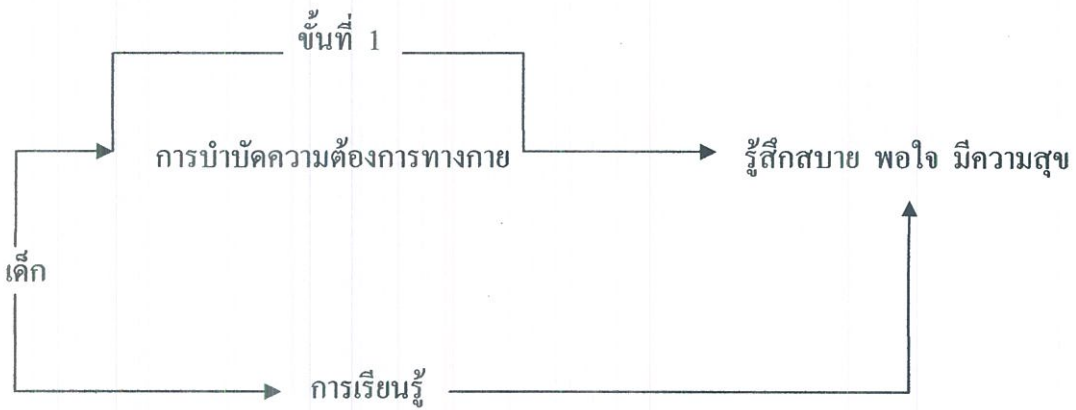 ขั้นที่ 1
การบำบัดความต้องการทางกาย
รู้สึกสบาย พอใจ มีความสุข
เด็ก
การเรียนรู้